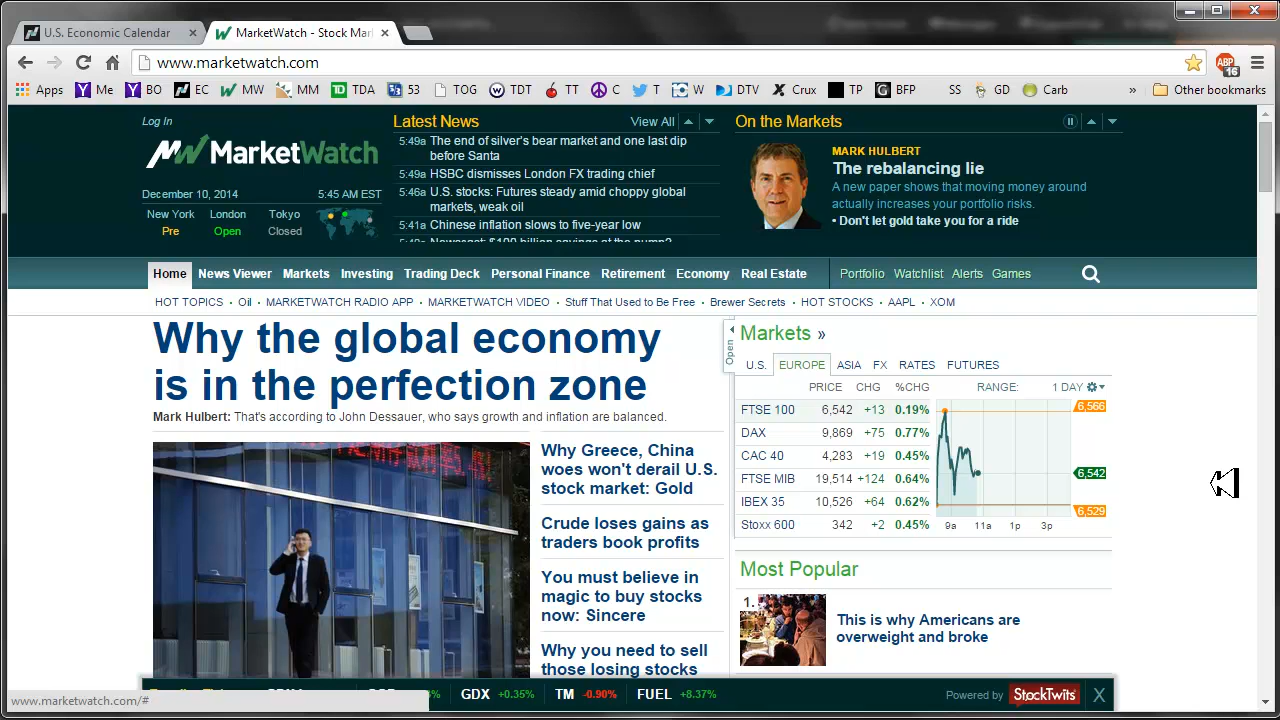 U.S. Economic Calendar
MarketWatch - Stock Mar
www.marketwatch.com
ABP
16
Apps Me BO EC MW MM TDA 53 TOG TDT TT C T W DTV Crux TP BFP SS GD Carb » Other bookmarks
Log In
MarketWatch
December 10, 2014 5:45 AM EST
New York London Tokyo
Pre Open Closed
Latest News View All
5:49a The end of silver's bear market and one last dip
before Santa
5:49a HSBC dismisses London FX trading chief
5:46a U.S. stocks: Futures steady amid choppy global
markets, weak oil
5:41a Chinese inflation slows to five-year low
On the Markets
MARK HULBERT
The rebalancing lie
A new paper shows that moving money around
actually increases your portfolio risks.
• Don't let gold take you for a ride
Home News Viewer Markets Investing Trading Deck Personal Finance Retirement Economy Real Estate Portfolio Watchlist Alerts Games
HOT TOPICS • Oil • MARKETWATCH RADIO APP • MARKETWATCH VIDEO • Stuff That Used to Be Free • Brewer Secrets • HOT STOCKS • AAPL • XOM
Why the global economy
is in the perfection zone
Mark Hulbert: That's according to John Dessauer, who says growth and inflation are balanced.
Why Greece, China
woes won't derail U.S.
stock market: Gold
Crude loses gains as
traders book profits
You must believe in
magic to buy stocks
now: Sincere
Why you need to sell
those losing stocks
Open
Markets »
U.S. EUROPE ASIA FX RATES FUTURES
PRICE CHG %CHG RANGE: 1 DAY
FTSE 100 6,542 +13 0.19%
DAX 9,869 +75 0.77%
CAC 40 4,283 +19 0.45%
FTSE MIB 19,514 +124 0.64%
IBEX 35 10,526 +64 0.62%
Stoxx 600 342 +2 0.45%
6,566
6,542
6,529
9a 11a 1p 3p
Most Popular
1.
This is why Americans are
overweight and broke
GDX +0.35% TM -0.90% FUEL +8.37%
Powered by StockTwits X
www.marketwatch.com/#